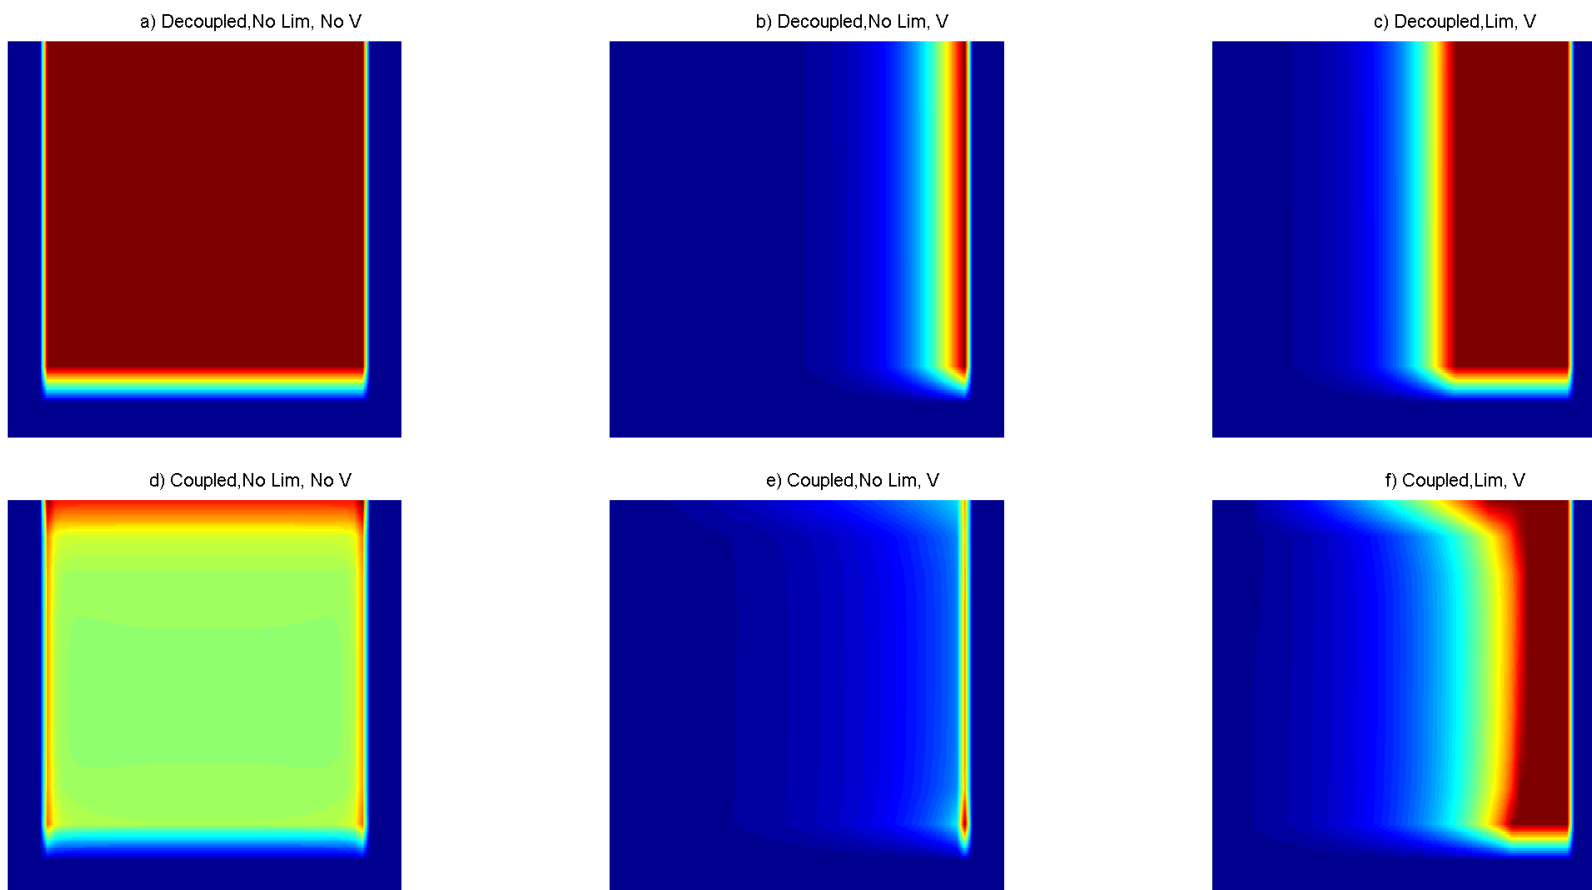 a) Decoupled,No Lim, No V
b) Decoupled,No Lim, V
c) Decoupled,Lim, V
d) Coupled,No Lim, No V
e) Coupled,No Lim, V
f) Coupled,Lim, V